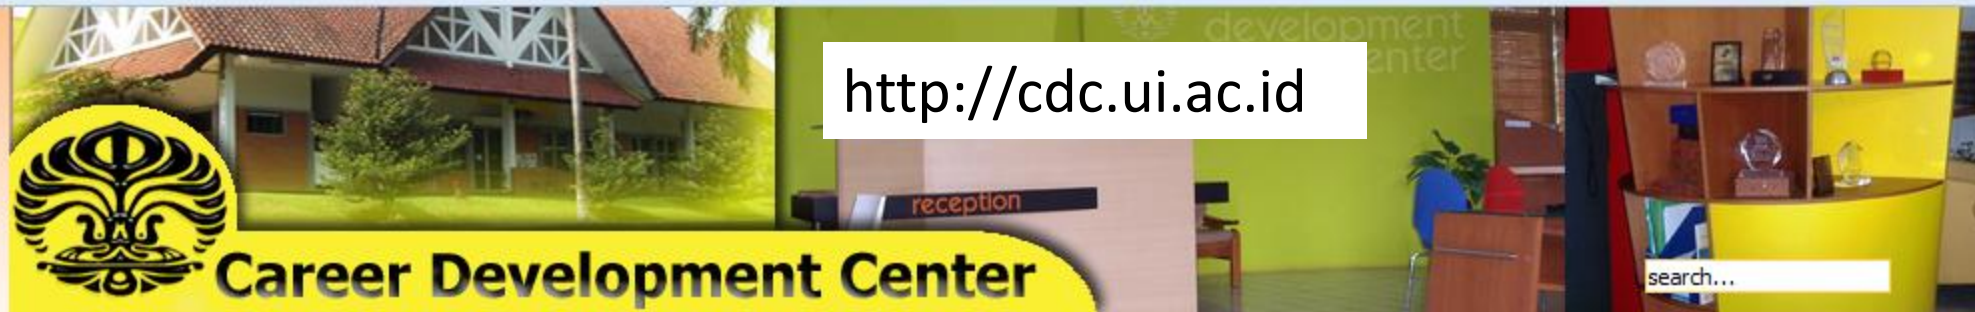 development
center
http://cdc.ui.ac.id
reception
Career Development Center
search...